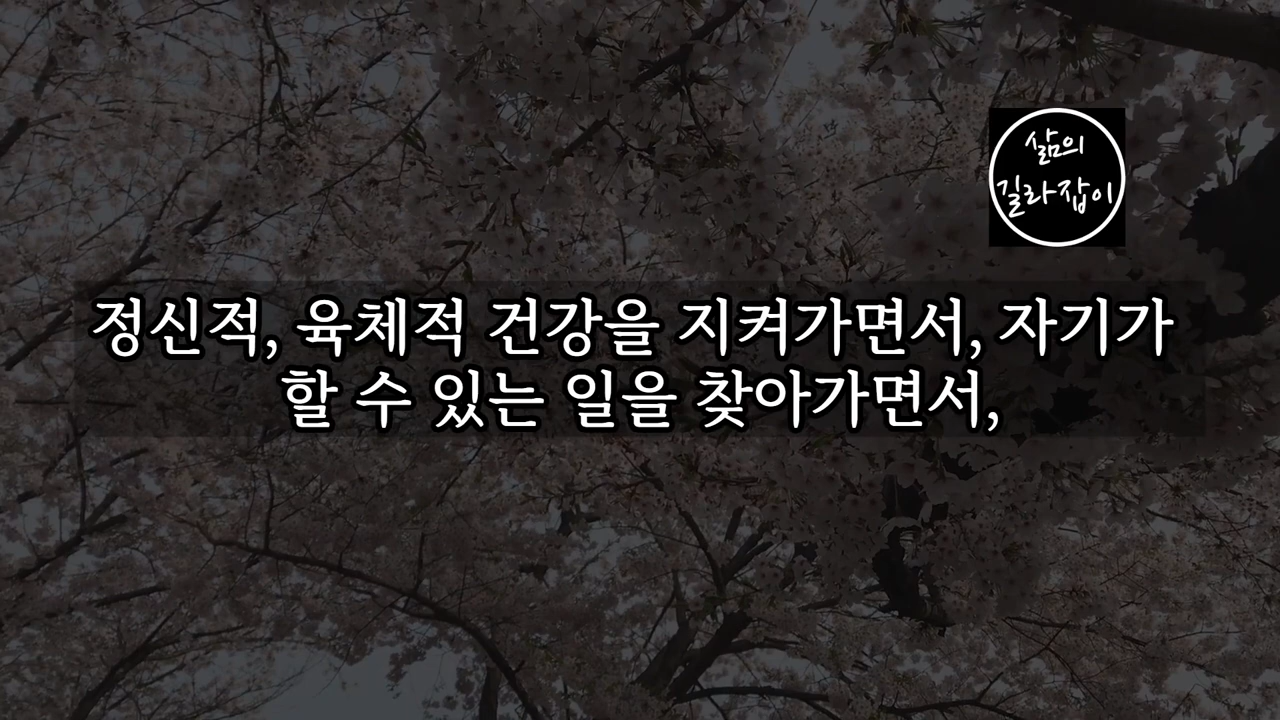 삶의
길라잡이
정신적, 육체적 건강을 지켜가면서, 자기가
할 수 있는 일을 찾아가면서,